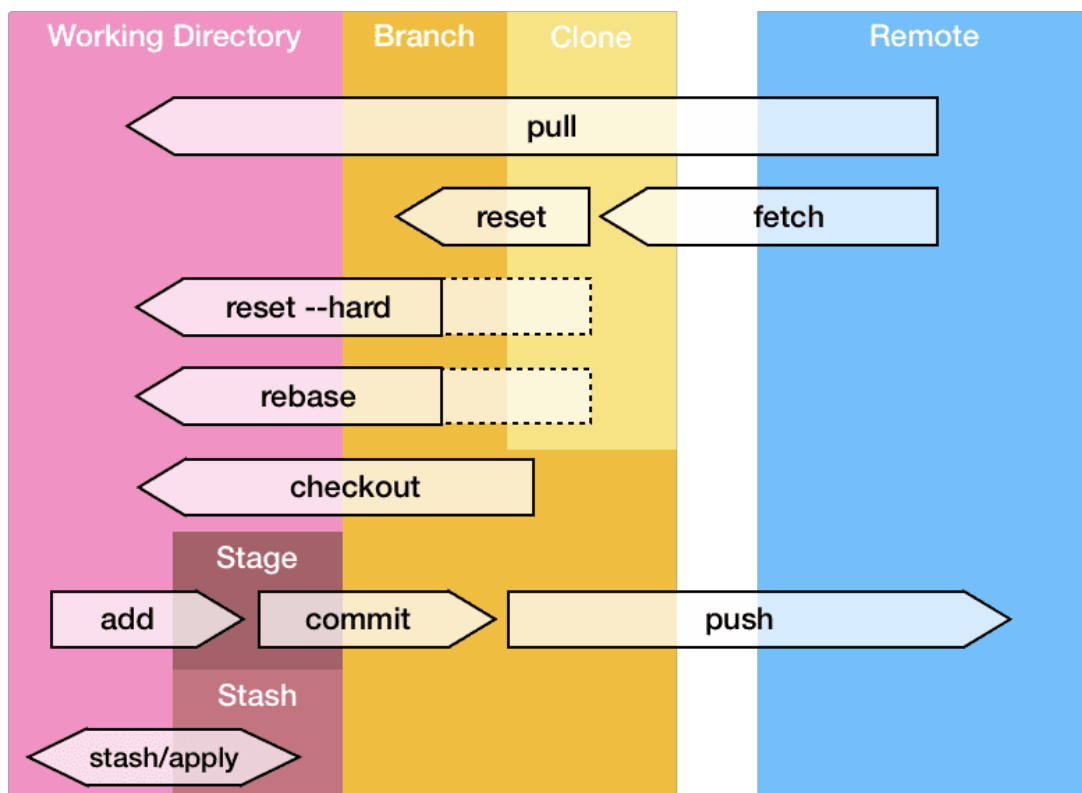 Working Directory
Branch
Clone
Remote
pull
reset
fetch
reset --hard
rebase
checkout
Stage
add
commit
push
Stash
stash/apply